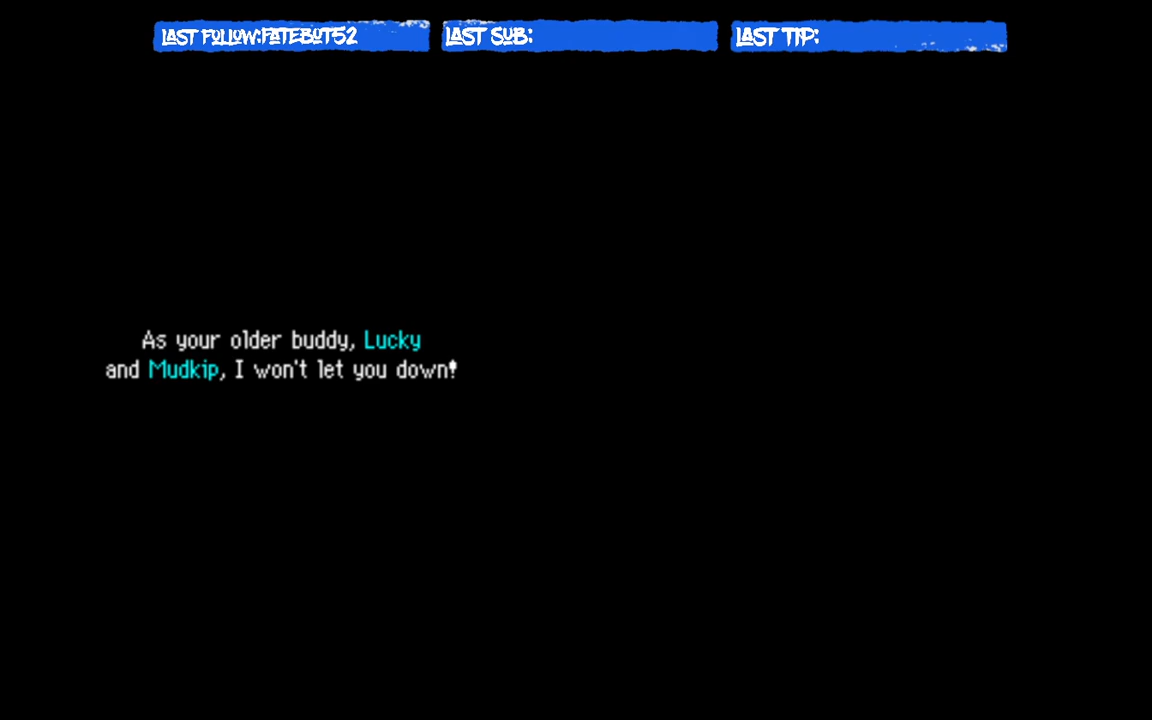 LAST FOLLOW:FATEBOT52
LAST SUB:
LAST TIP:
As your older buddy, Lucky
and Mudkip, I won't let you down!